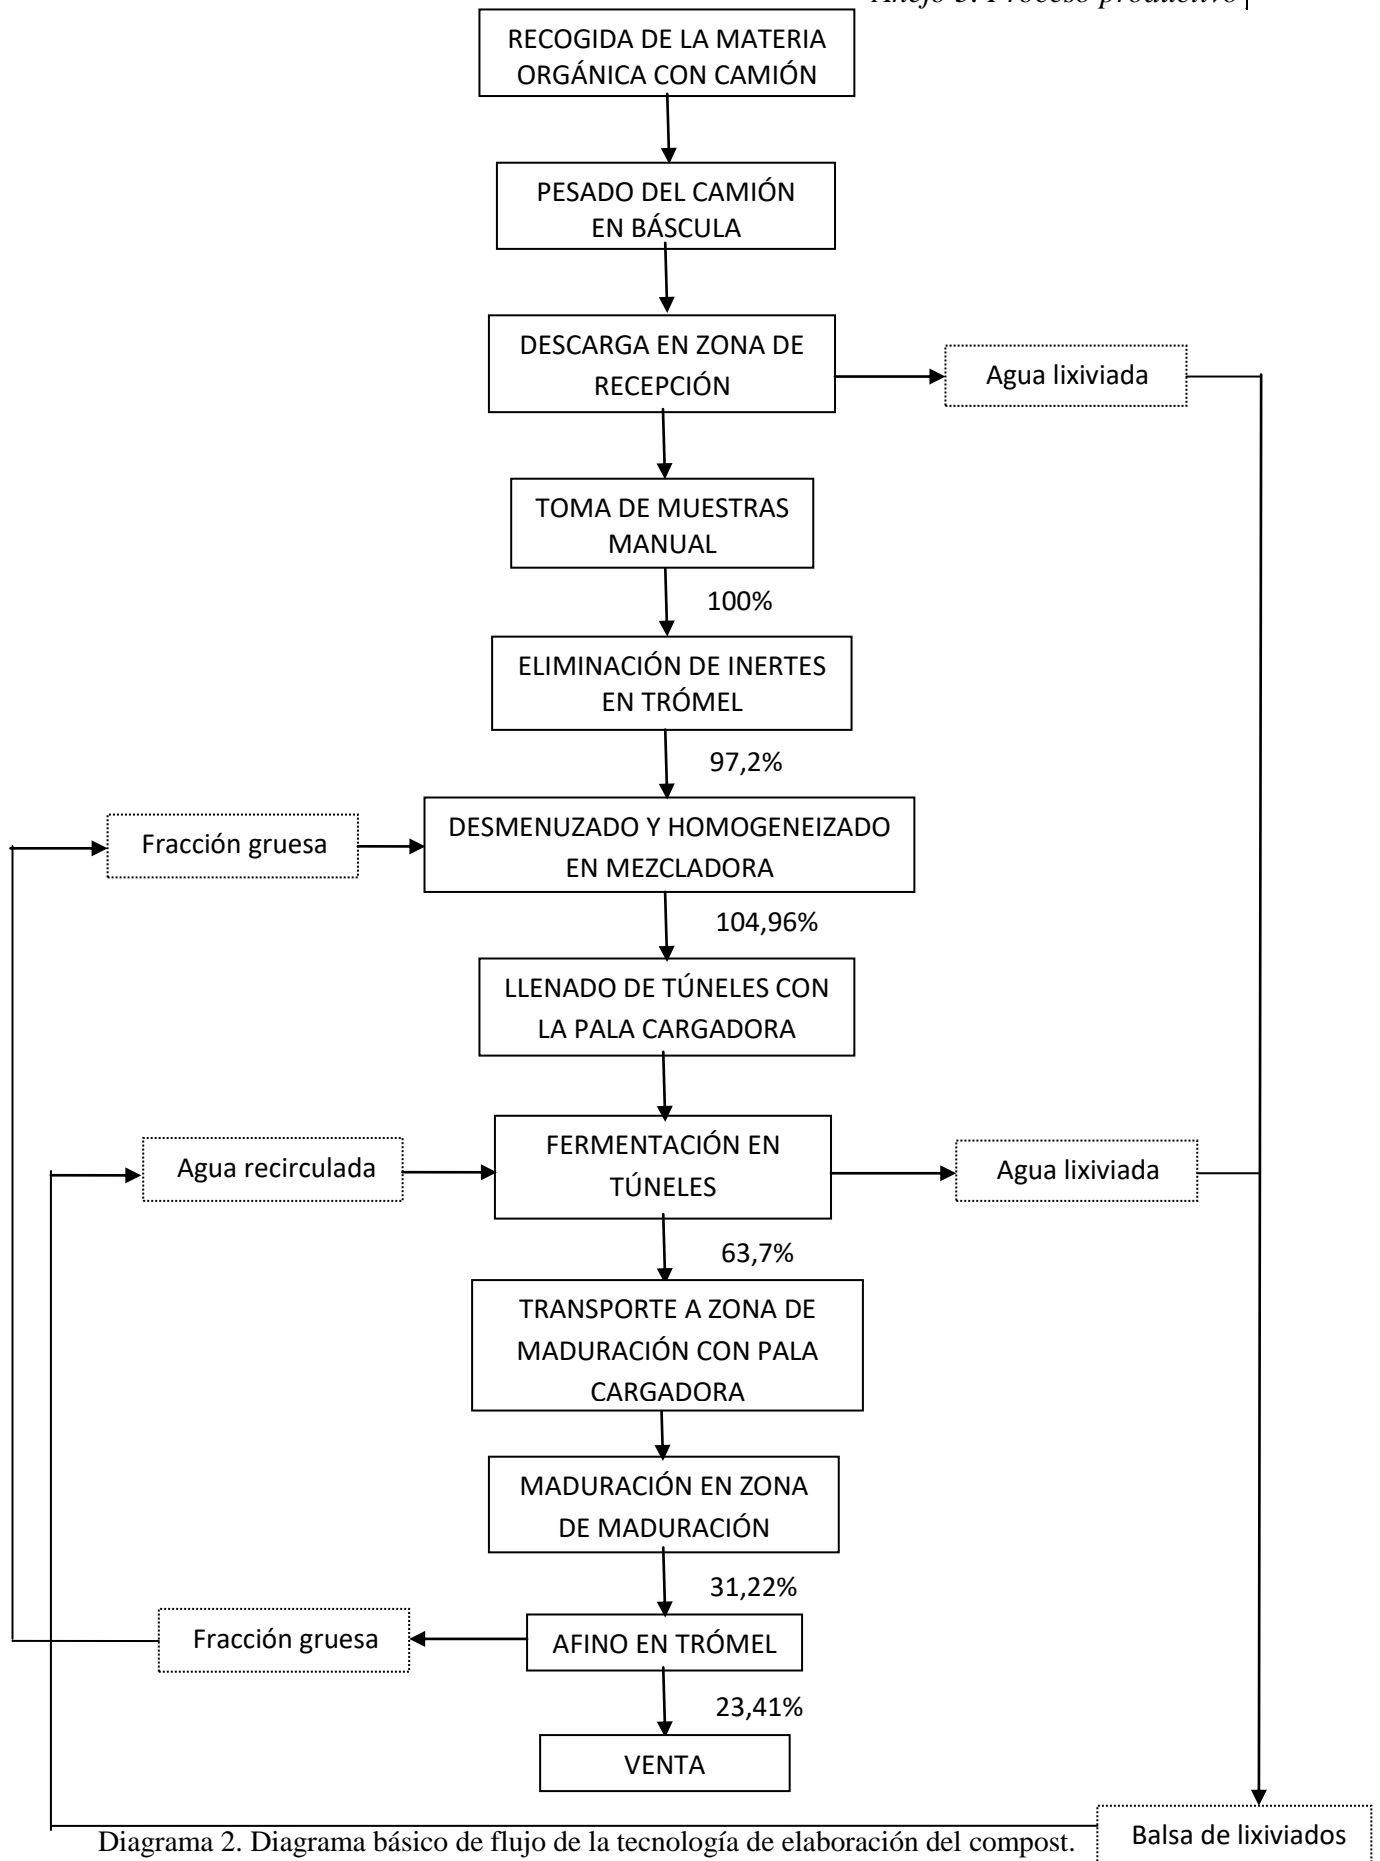 Anejo 3. Proceso productivo
RECOGIDA DE LA MATERIA
ORGÁNICA CON CAMIÓN
PESADO DEL CAMIÓN
EN BÁSCULA
DESCARGA EN ZONA DE
RECEPCIÓN
Agua lixiviada
TOMA DE MUESTRAS
MANUAL
100%
ELIMINACIÓN DE INERTES
EN TRÓMEL
97,2%
Fracción gruesa
DESMENUZADO Y HOMOGENEIZADO
EN MEZCLADORA
104,96%
LLENADO DE TÚNELES CON
LA PALA CARGADORA
Agua recirculada
FERMENTACIÓN EN
TÚNELES
Agua lixiviada
63,7%
TRANSPORTE A ZONA DE
MADURACIÓN CON PALA
CARGADORA
MADURACIÓN EN ZONA
DE MADURACIÓN
31,22%
Fracción gruesa
AFINO EN TRÓMEL
23,41%
VENTA
Balsa de lixiviados
Diagrama 2. Diagrama básico de flujo de la tecnología de elaboración del compost.